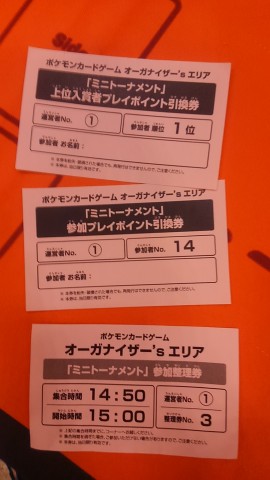 Side
ポケモンカードゲーム オーガナイザー's エリア
「ミニトーナメント」
上位入賞者プレイポイント引換券
運営者No. ①
参加者 順位 1位
参加者 お名前：
ポケモンカードゲーム オーガナイザー's エリア
「ミニトーナメント」
参加プレイポイント引換券
運営者No. ①
参加者No. 14
参加者 お名前：
ポケモンカードゲーム
オーガナイザー's エリア
「ミニトーナメント」参加整理券
集合時間 14:50
運営者No. ①
開始時間 15:00
整理券No. 3